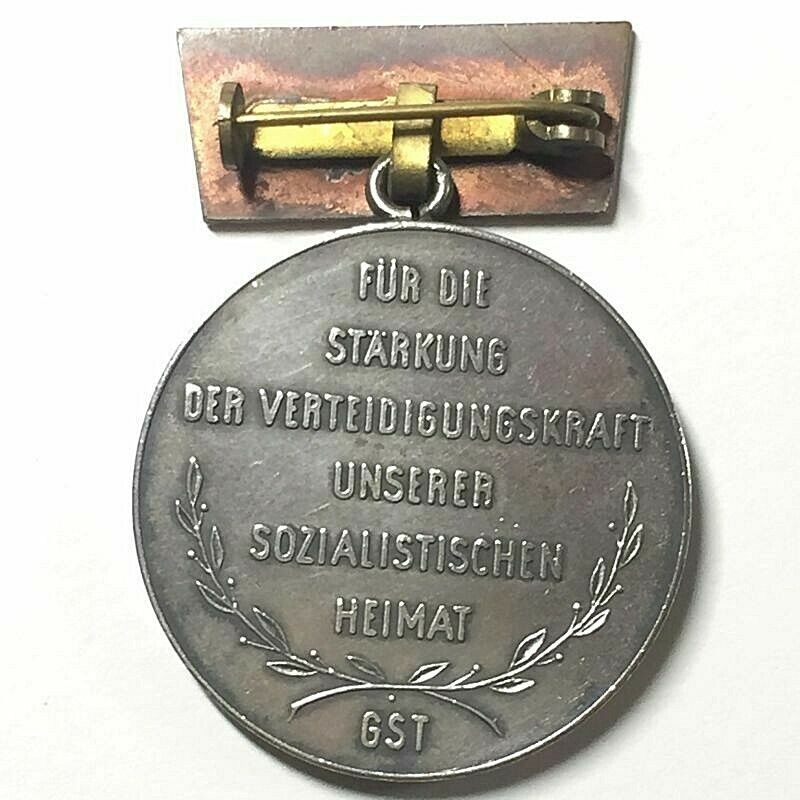 FÜR DIE
STÄRKUNG
DER VERTEIDIGUNGSKRAFT
UNSERER
SOZIALISTISCHEN
HEIMAT
GST